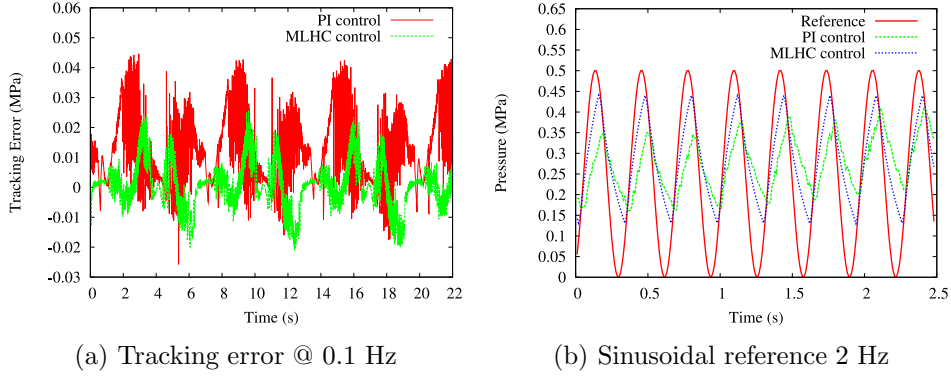 PI control
MLHC control
0.06
0.05
0.04
0.03
0.02
0.01
0
-0.01
-0.02
-0.03
Tracking Error (MPa)
0 2 4 6 8 10 12 14 16 18 20 22
Time (s)
(a) Tracking error @ 0.1 Hz
Reference
PI control
MLHC control
0.65
0.6
0.55
0.5
0.45
0.4
0.35
0.3
0.25
0.2
0.15
0.1
0.05
0
Pressure (MPa)
0 0.5 1 1.5 2 2.5
Time (s)
(b) Sinusoidal reference 2 Hz